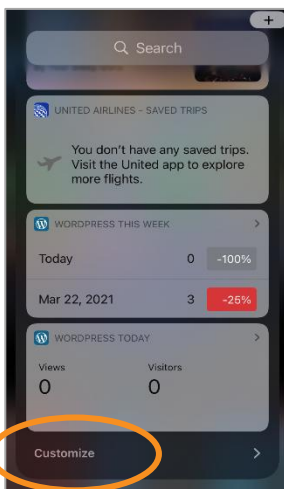 +
Search
UNITED AIRLINES - SAVED TRIPS
You don't have any saved trips.
Visit the United app to explore
more flights.
WORDPRESS THIS WEEK
Today 0 -100%
Mar 22, 2021 3 -25%
WORDPRESS TODAY
Views Visitors
0 0
Customize